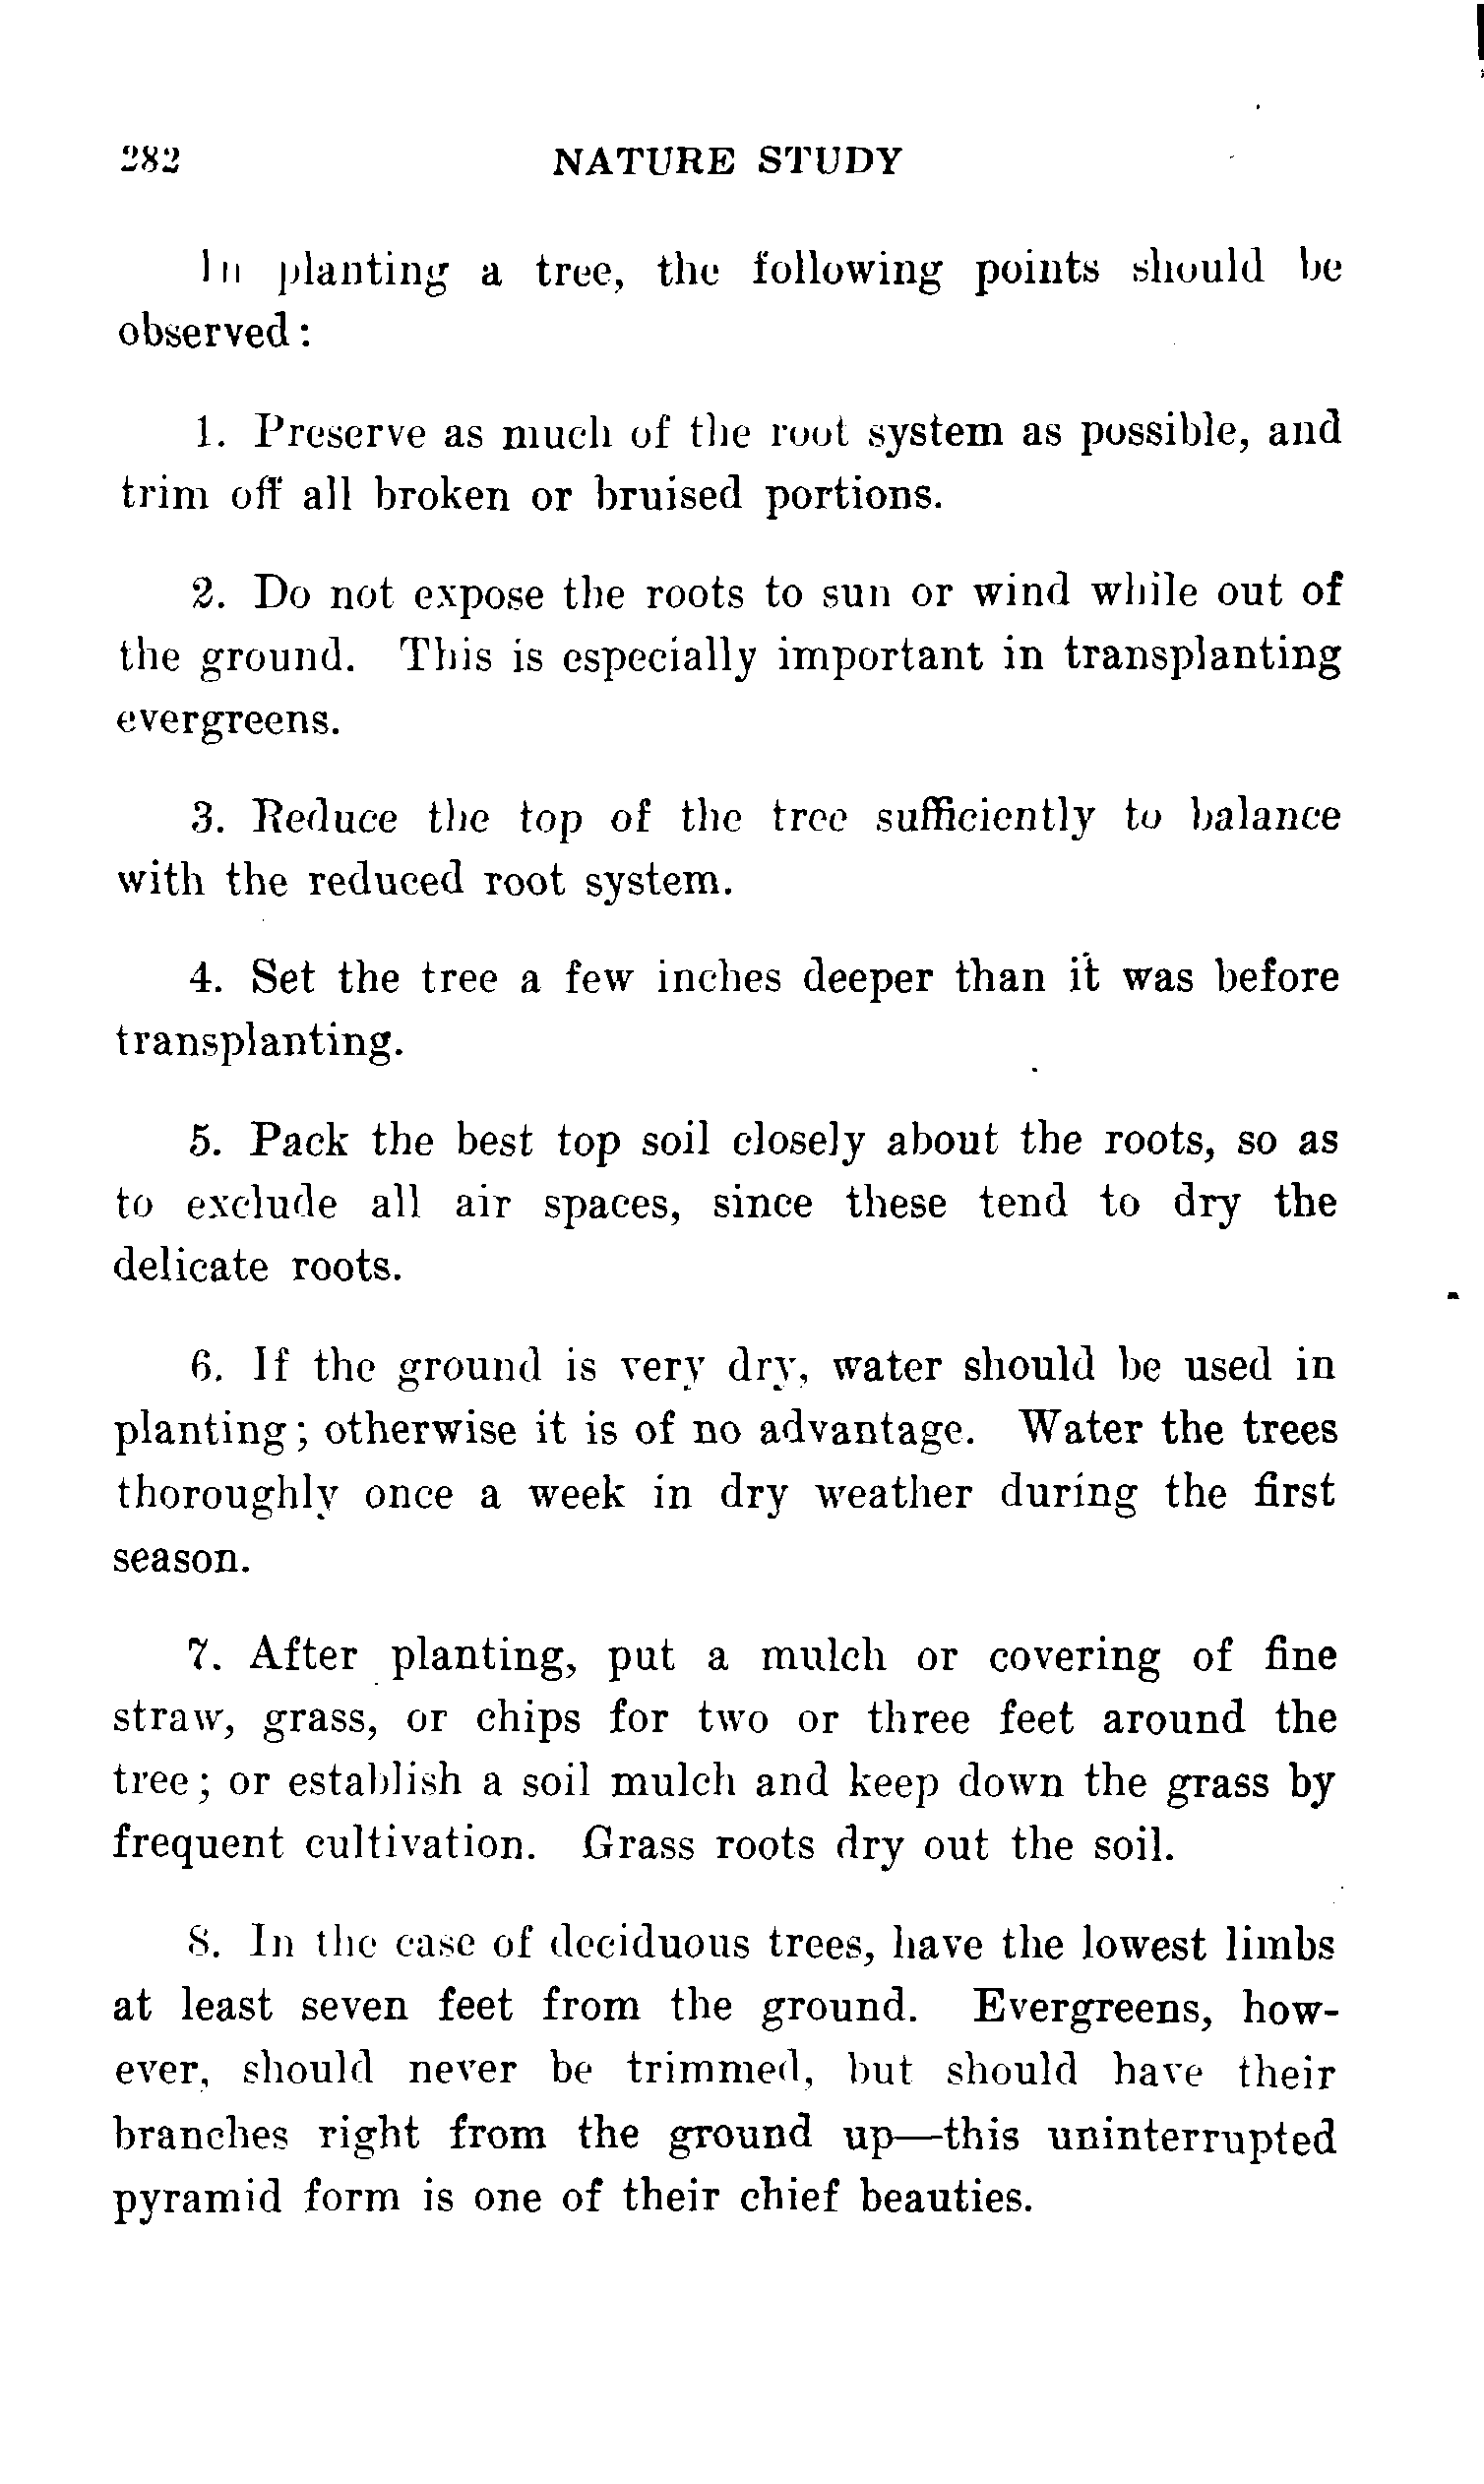 282 NATURE STUDY
In planting a tree, the following points should be
observed:
1. Preserve as much of the root system as possible, and
trim off all broken or bruised portions.
2. Do not expose the roots to sun or wind while out of
the ground. This is especially important in transplanting
evergreens.
3. Reduce the top of the tree sufficiently to balance
with the reduced root system.
4. Set the tree a few inches deeper than it was before
transplanting.
5. Pack the best top soil closely about the roots, so as
to exclude all air spaces, since these tend to dry the
delicate roots.
6. If the ground is very dry, water should be used in
planting; otherwise it is of no advantage. Water the trees
thoroughly once a week in dry weather during the first
season.
7. After planting, put a mulch or covering of fine
straw, grass, or chips for two or three feet around the
tree; or establish a soil mulch and keep down the grass by
frequent cultivation. Grass roots dry out the soil.
8. In the case of deciduous trees, have the lowest limbs
at least seven feet from the ground. Evergreens, how-
ever, should never be trimmed, but should have their
branches right from the ground up—this uninterrupted
pyramid form is one of their chief beauties.